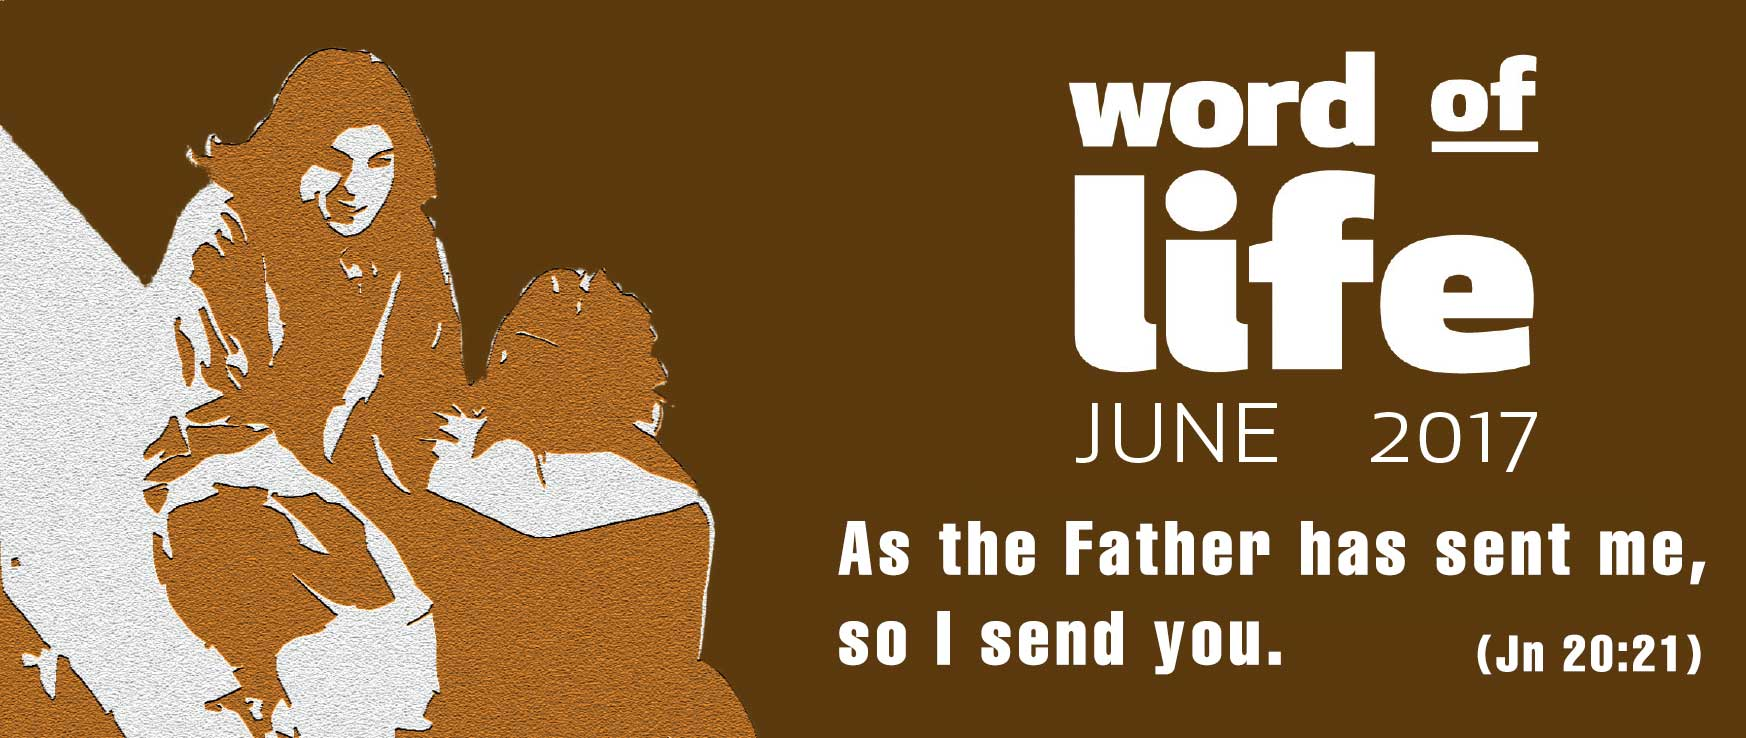 word of
life
JUNE 2017
As the Father has sent me,
so I send you.
(Jn 20:21)